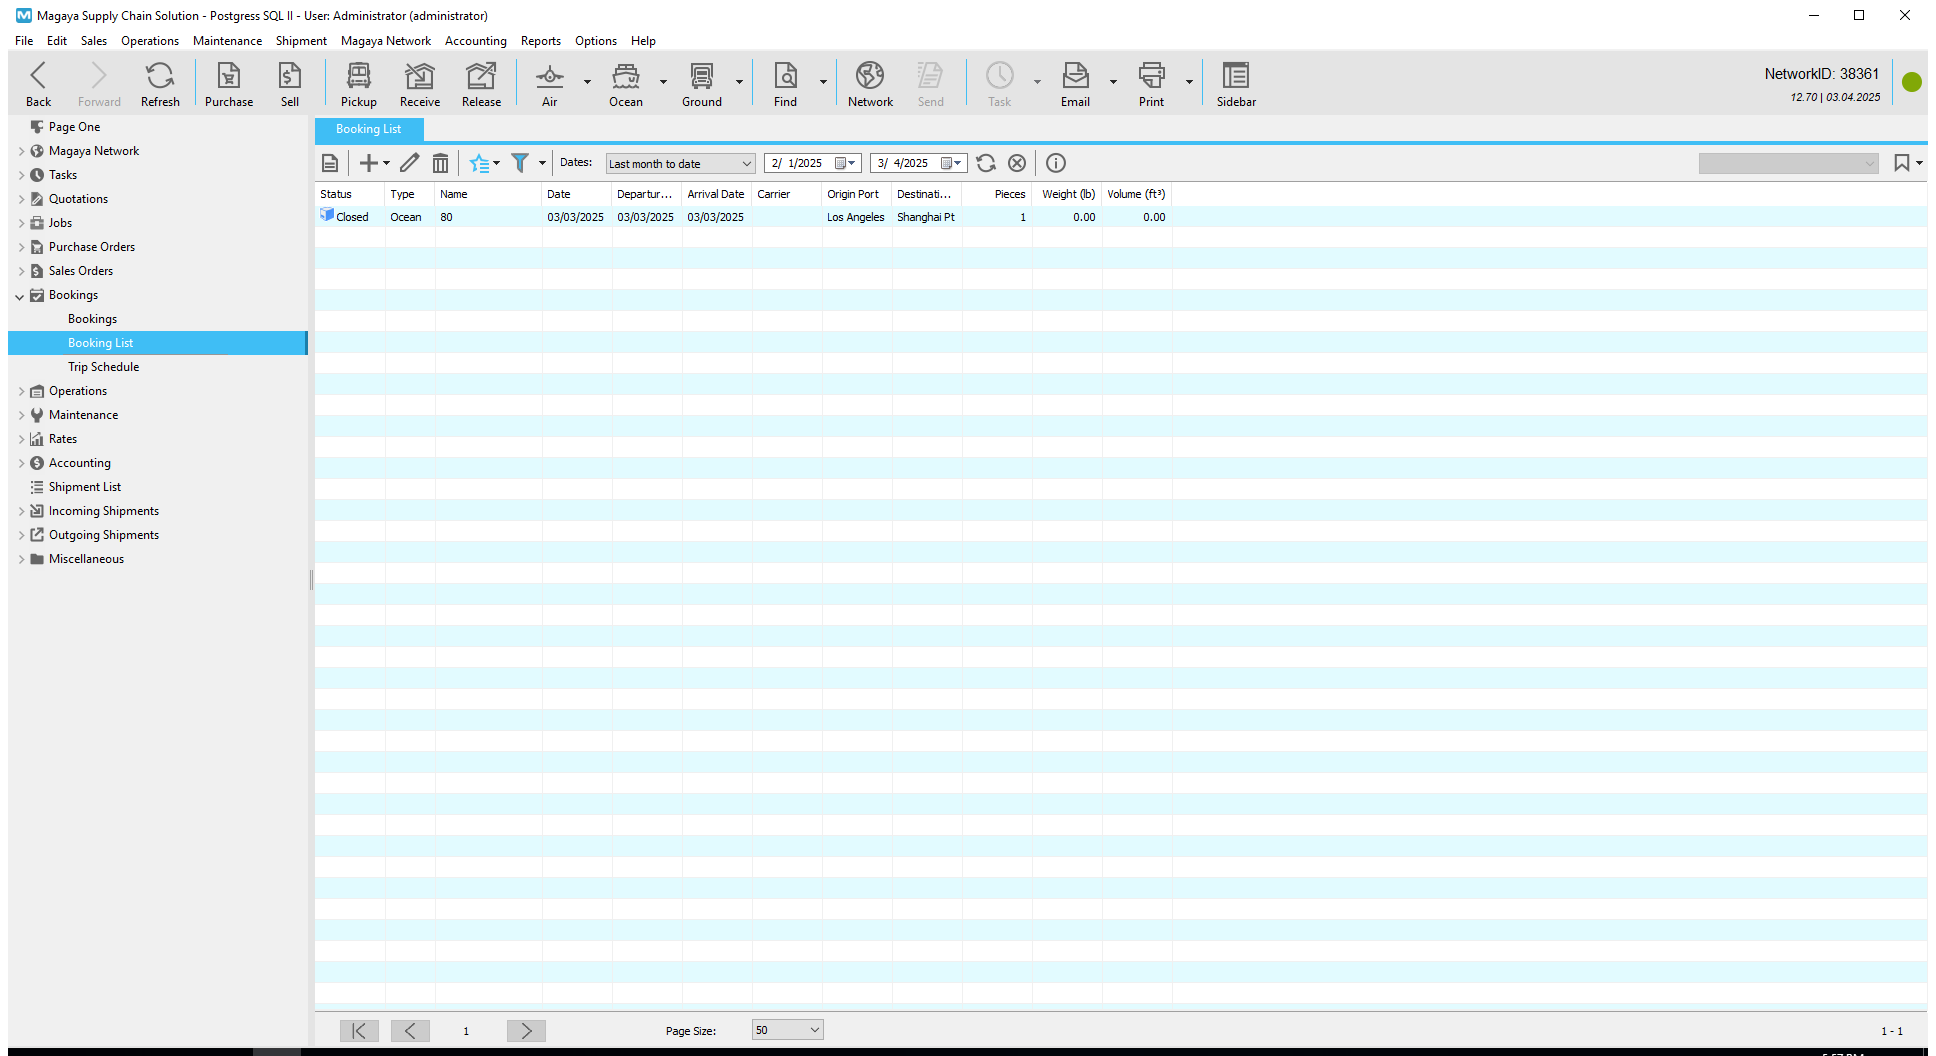 Magaya Supply Chain Solution - Postgress SQL II - User: Administrator (administrator)
File Edit Sales Operations Maintenance Shipment Magaya Network Accounting Reports Options Help
Back Forward Refresh Purchase Sell Pickup Receive Release Air Ocean Ground Find Network Send Task Email Print Sidebar
NetworkID: 38361
12.70 | 03.04.2025
Page One
Magaya Network
Tasks
Quotations
Jobs
Purchase Orders
Sales Orders
Bookings
Bookings
Booking List
Trip Schedule
Operations
Maintenance
Rates
Accounting
Shipment List
Incoming Shipments
Outgoing Shipments
Miscellaneous
Booking List
Dates: Last month to date 2/ 1/2025 3/ 4/2025
Status Type Name Date Departur... Arrival Date Carrier Origin Port Destinati... Pieces Weight (lb) Volume (ft³)
Closed Ocean 80 03/03/2025 03/03/2025 03/03/2025 Los Angeles Shanghai Pt 1 0.00 0.00
1 Page Size: 50 1 - 1